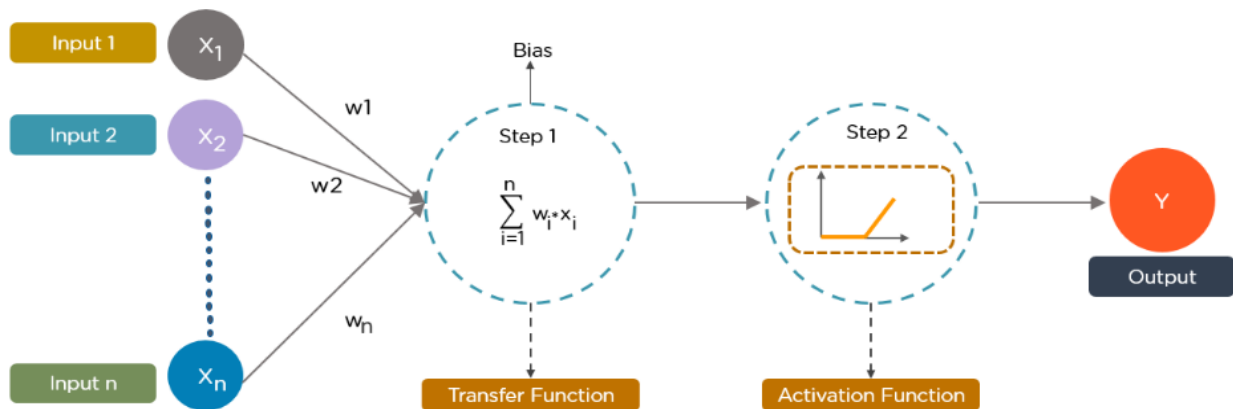 Input 1
X1
Input 2
X2
Input n
Xn
w1
w2
wn
Bias
Step 1
n
∑ wi*xi
i=1
Transfer Function
Step 2
Activation Function
Y
Output